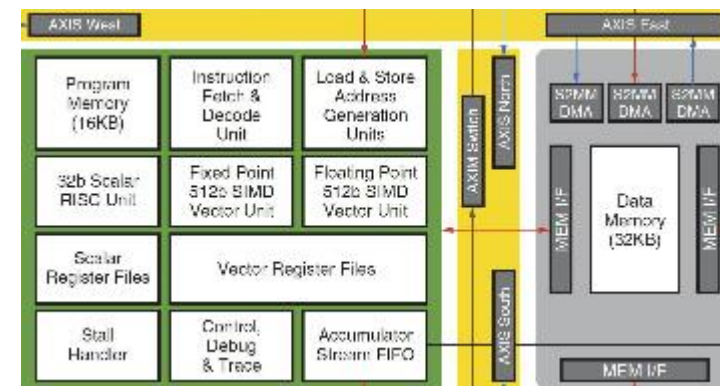 AXIS West
AXIS East
Program
Memory
(16KB)
Instruction
Fetch &
Decode
Unit
Load & Store
Address
Generation
Units
AXIM Switch
AXIS North
S2MM
DMA
S2MM
DMA
S2MM
DMA
32b Scalar
RISC Unit
Fixed Point
512b SIMD
Vector Unit
Floating Point
512b SIMD
Vector Unit
MEM I/F
Data
Memory
(32KB)
MEM I/F
Scalar
Register Files
Vector Register Files
Stall
Handler
Control,
Debug
& Trace
Accumulator
Stream FIFO
AXIS South
MEM I/F